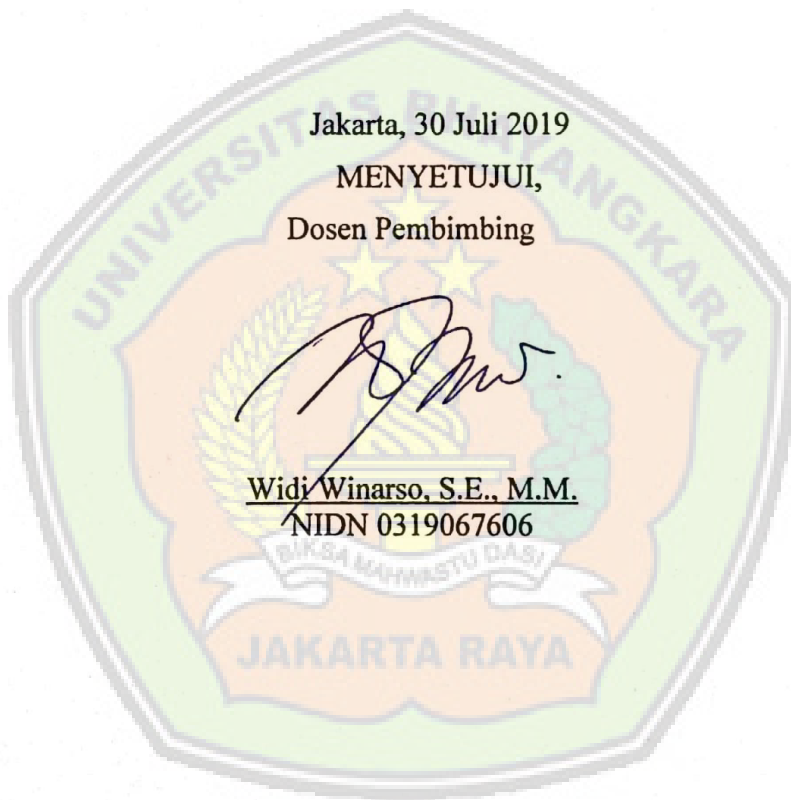 UNIVERSITAS BHAYANGKARA
Jakarta, 30 Juli 2019
MENYETUJUI,
Dosen Pembimbing
Widi Winarso, S.E., M.M.
NIDN 0319067606
BIKSA MAHWASTU DASI
JAKARTA RAYA